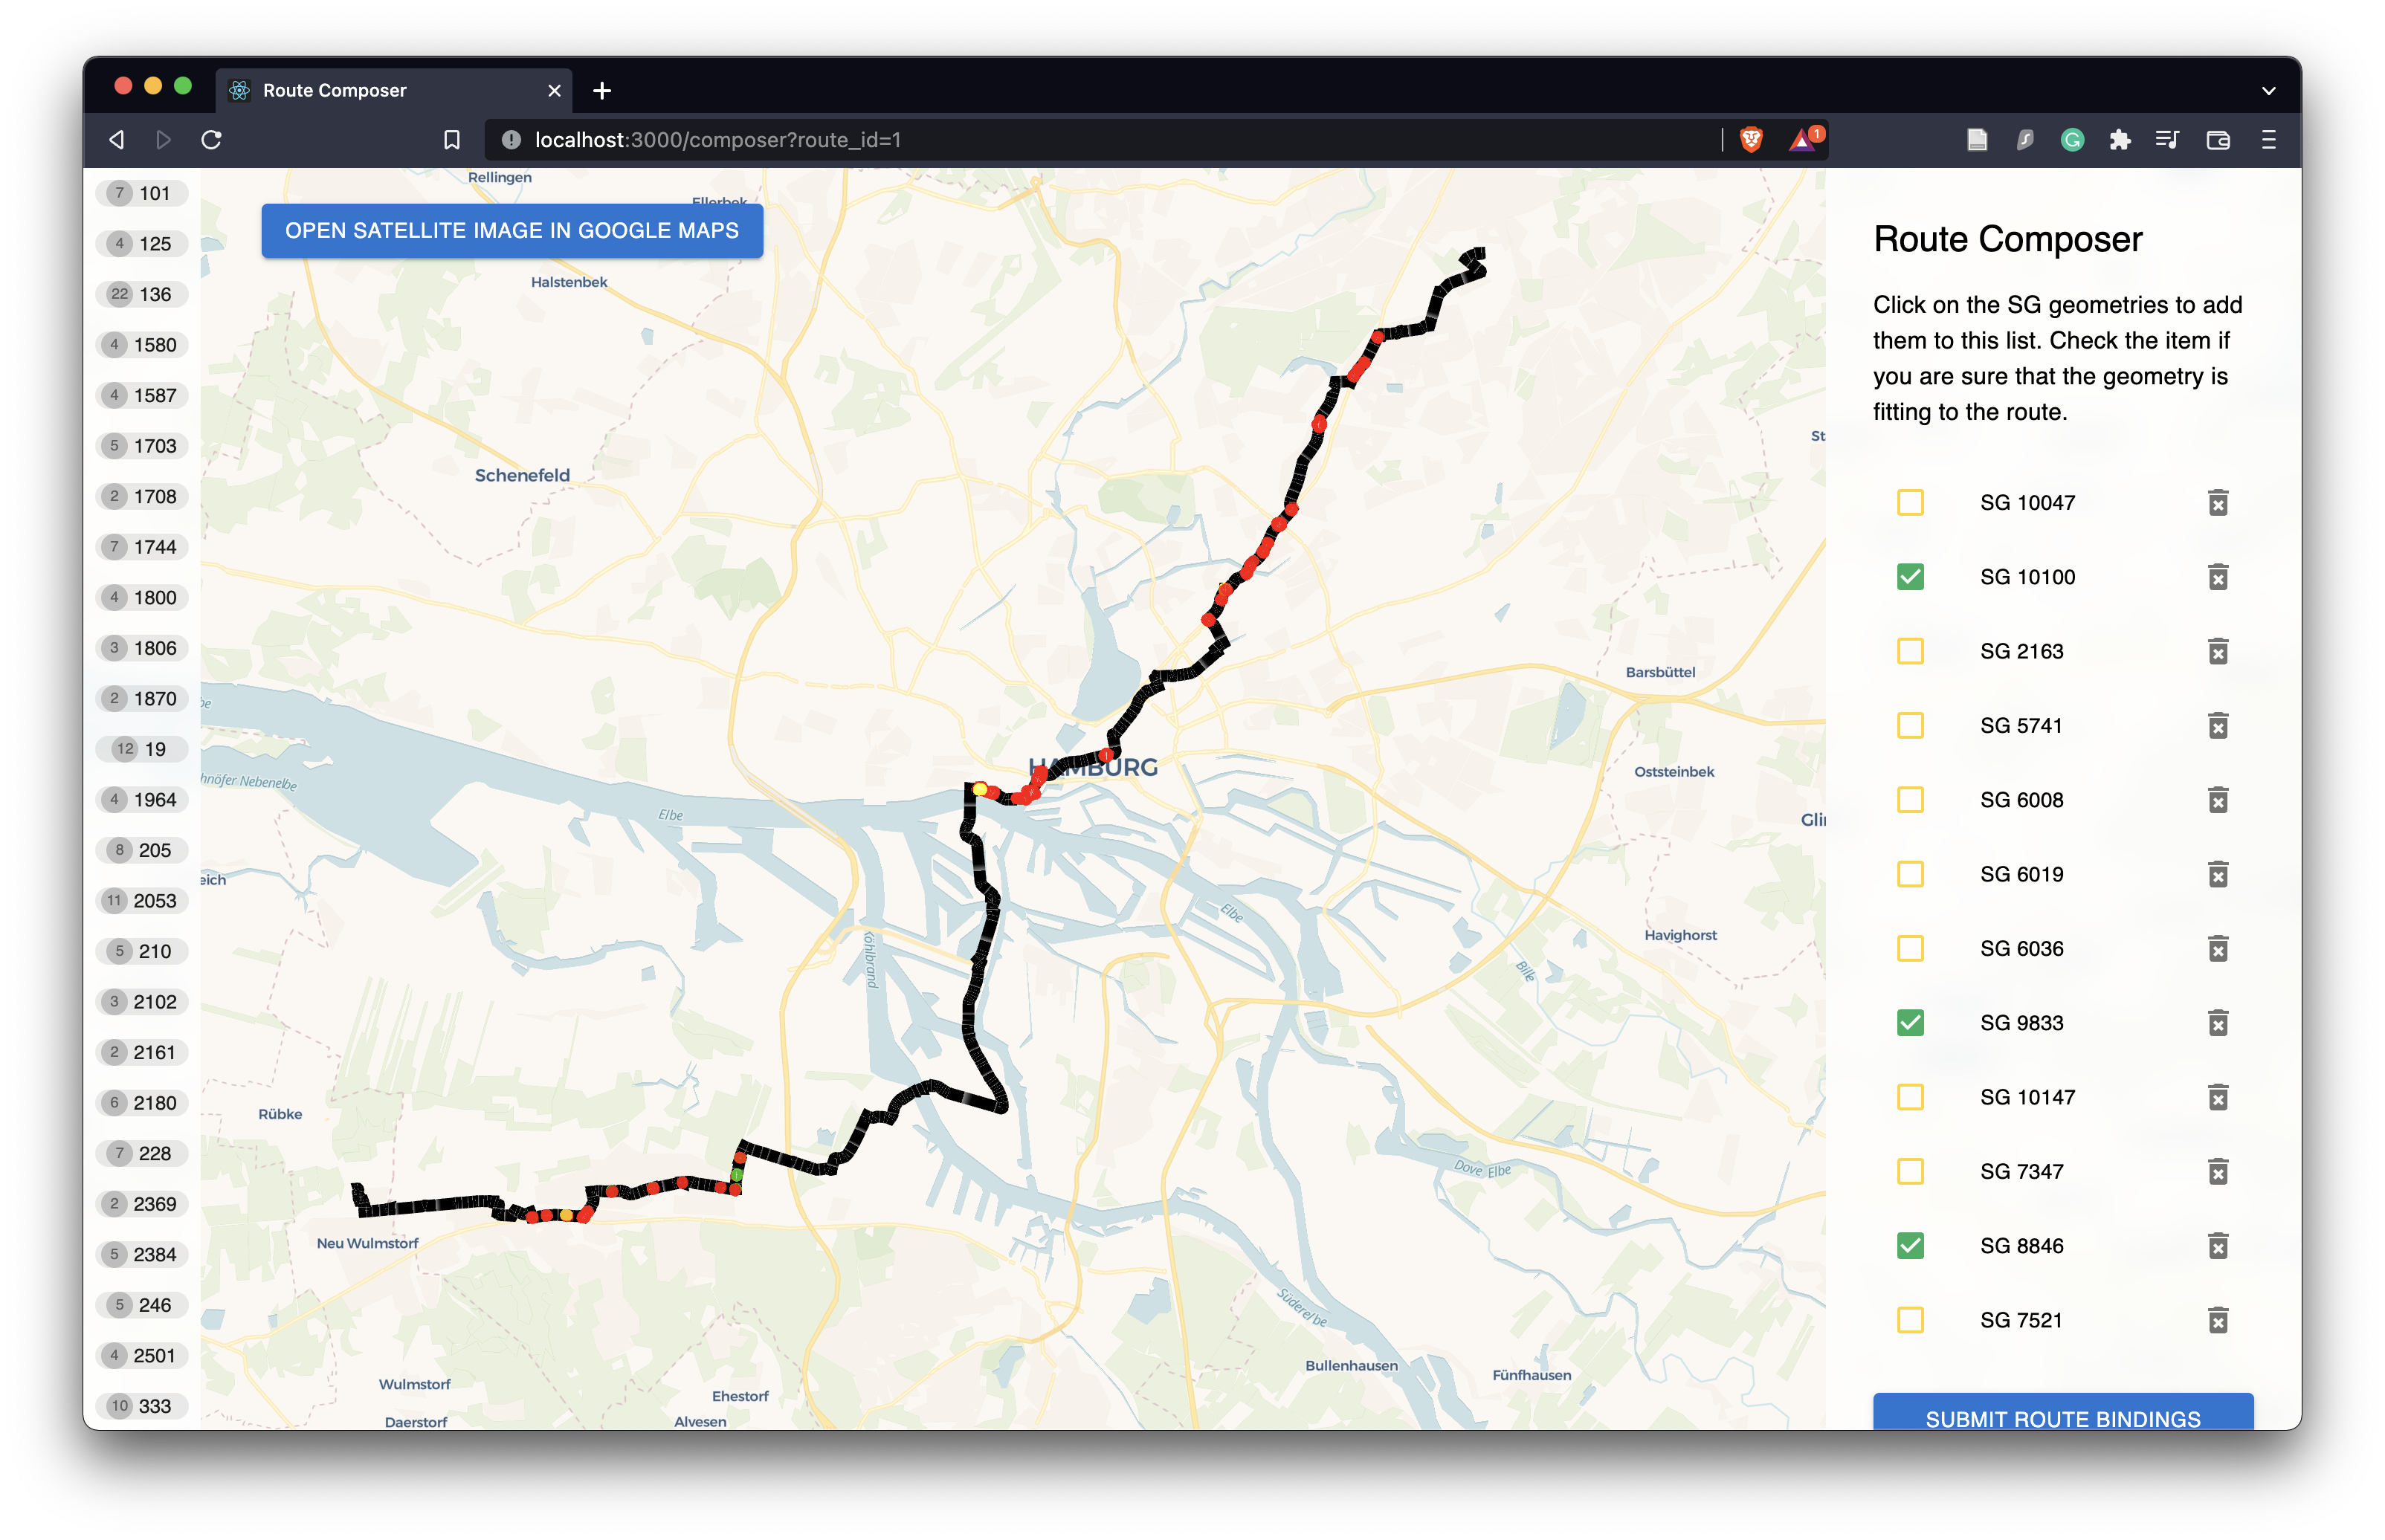 Route Composer
localhost:3000/composer?route_id=1
1
7 101
4 125
22 136
4 1580
4 1587
5 1703
2 1708
7 1744
4 1800
3 1806
2 1870
12 19
4 1964
8 205
11 2053
5 210
3 2102
2 2161
6 2180
7 228
2 2369
5 2384
5 246
4 2501
10 333
OPEN SATELLITE IMAGE IN GOOGLE MAPS
Rellingen
Ellerbek
Halstenbek
Schenefeld
St
Barsbüttel
HAMBURG
Oststeinbek
be
hnöfer Nebenelbe
Elbe
Glin
eich
Elbe
Köhlbrand
Havighorst
Bille
Rübke
Dove Elbe
Neu Wulmstorf
Süderelbe
Bullenhausen
Fünfhausen
Wulmstorf
Ehestorf
Daerstorf
Alvesen
Route Composer
Click on the SG geometries to add
them to this list. Check the item if
you are sure that the geometry is
fitting to the route.
SG 10047
SG 10100
SG 2163
SG 5741
SG 6008
SG 6019
SG 6036
SG 9833
SG 10147
SG 7347
SG 8846
SG 7521
SUBMIT ROUTE BINDINGS